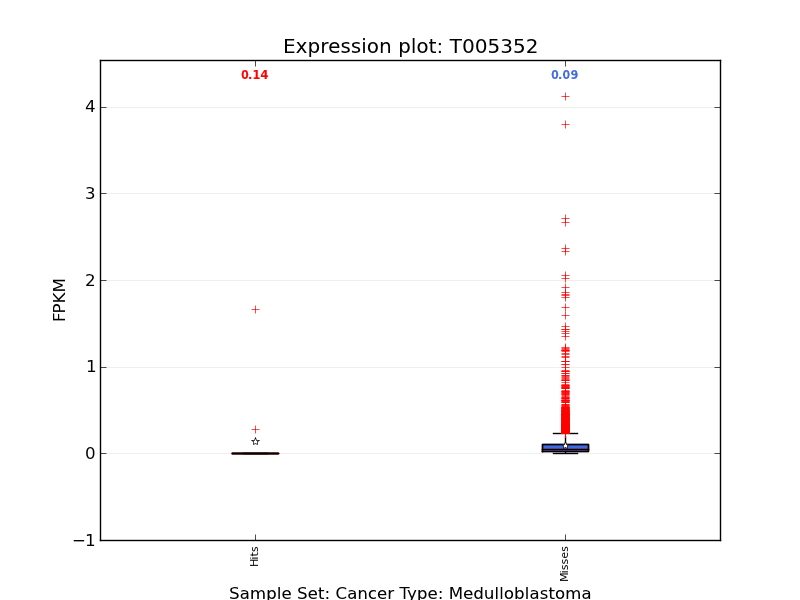 Expression plot: T005352
0.14
0.09
4
3
2
1
0
−1
FPKM
Hits
Misses
Sample Set: Cancer Type: Medulloblastoma